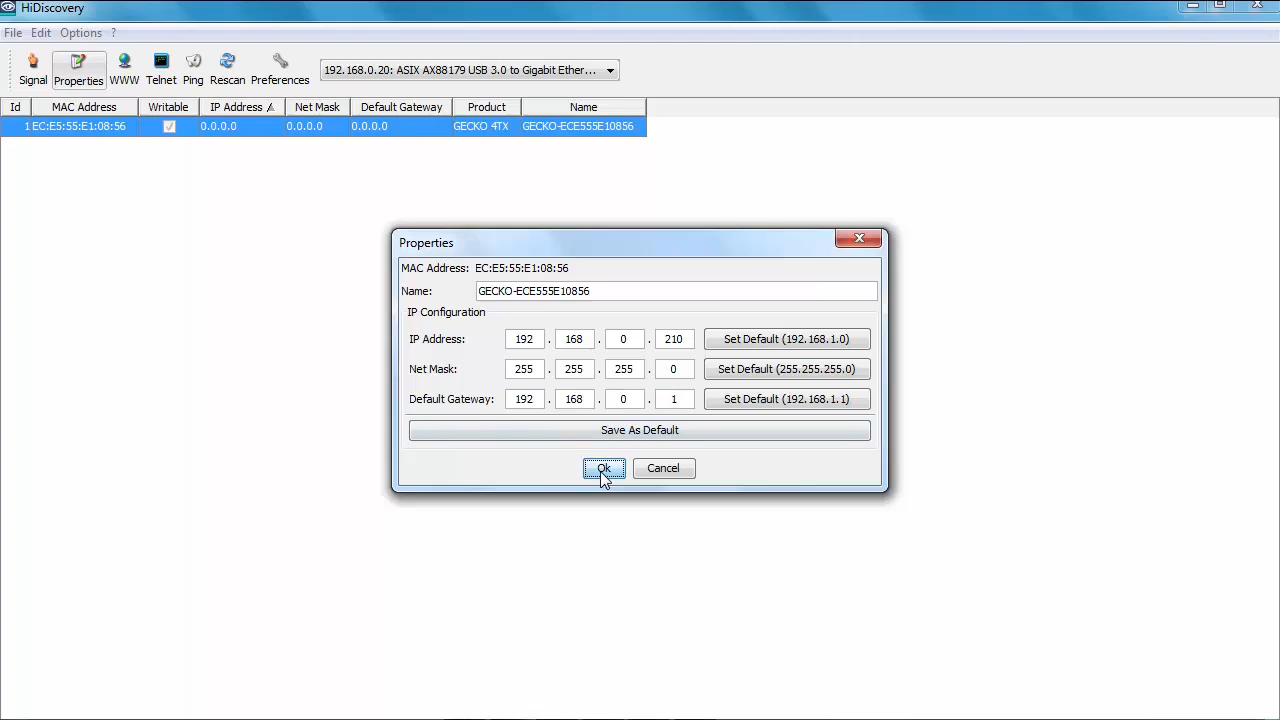 HiDiscovery
File Edit Options ?
Signal Properties WWW Telnet Ping Rescan Preferences 192.168.0.20: ASIX AX88179 USB 3.0 to Gigabit Ether...
Id MAC Address Writable IP Address Net Mask Default Gateway Product Name
1 EC:E5:55:E1:08:56 0.0.0.0 0.0.0.0 0.0.0.0 GECKO 4TX GECKO-ECE555E10856
Properties
MAC Address: EC:E5:55:E1:08:56
Name: GECKO-ECE555E10856
IP Configuration
IP Address: 192 . 168 . 0 . 210 Set Default (192.168.1.0)
Net Mask: 255 . 255 . 255 . 0 Set Default (255.255.255.0)
Default Gateway: 192 . 168 . 0 . 1 Set Default (192.168.1.1)
Save As Default
Ok Cancel